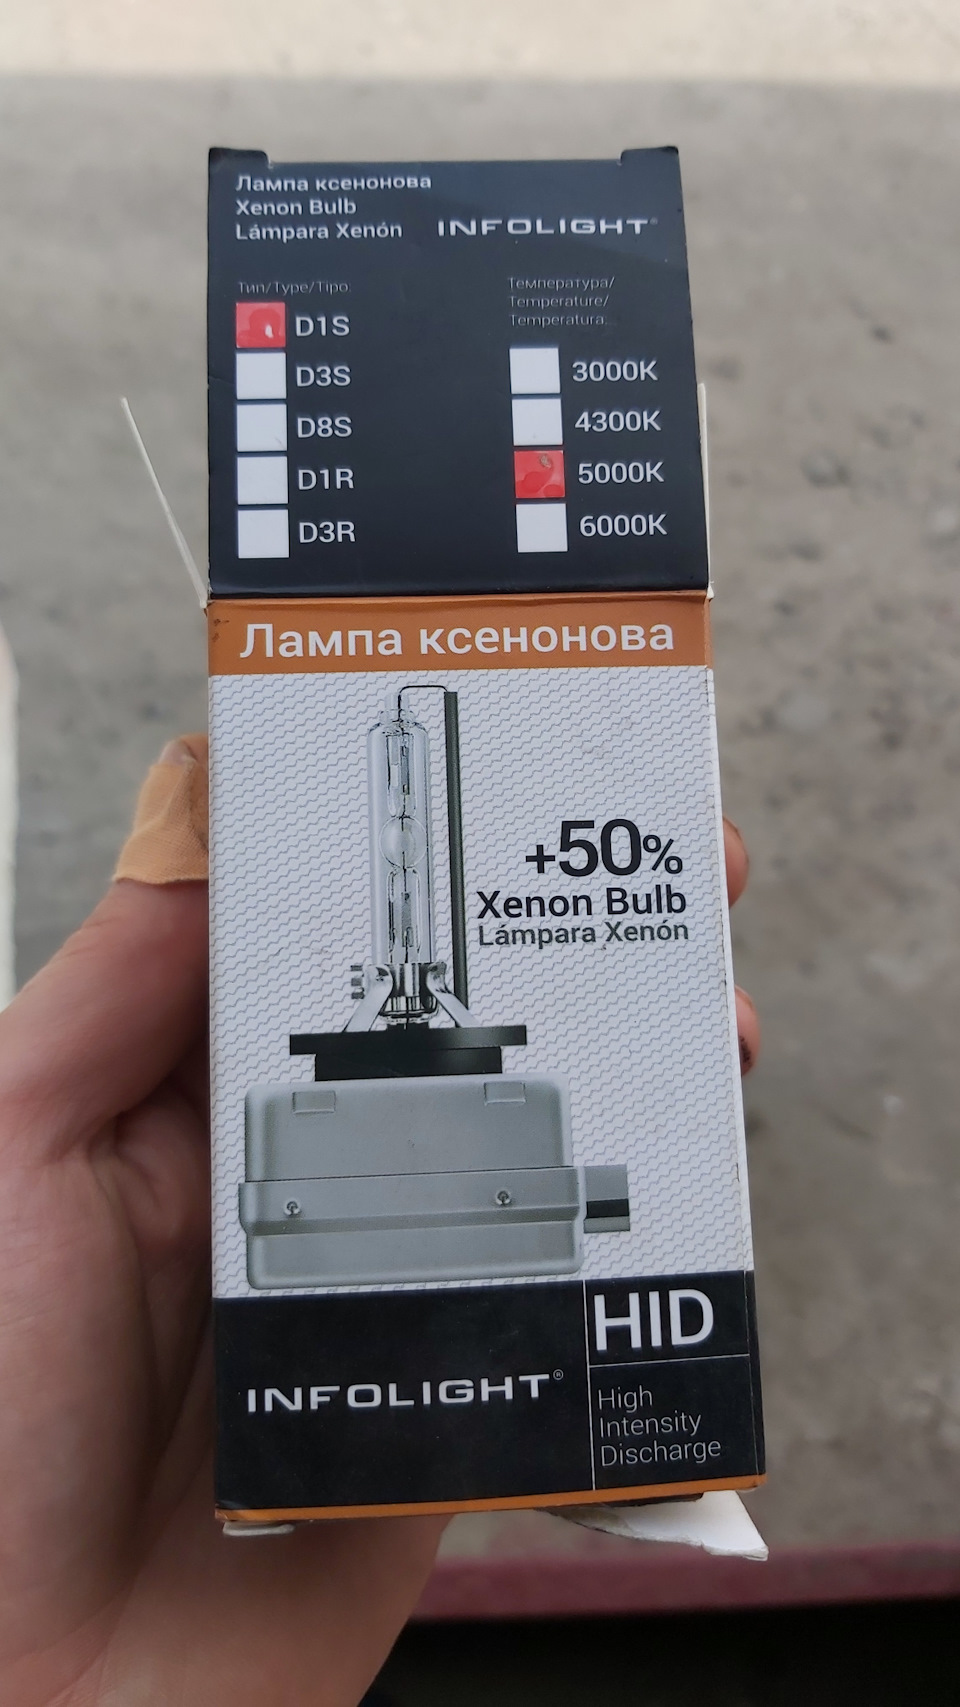 Лампа ксенонова
Xenon Bulb
Lámpara Xenón
INFOLIGHT®
Тип/Type/Tipo:
D1S
D3S
D8S
D1R
D3R
Температура/
Temperature/
Temperatura:
3000K
4300K
5000K
6000K
Лампа ксенонова
+50%
Xenon Bulb
Lámpara Xenón
INFOLIGHT®
HID
High
Intensity
Discharge